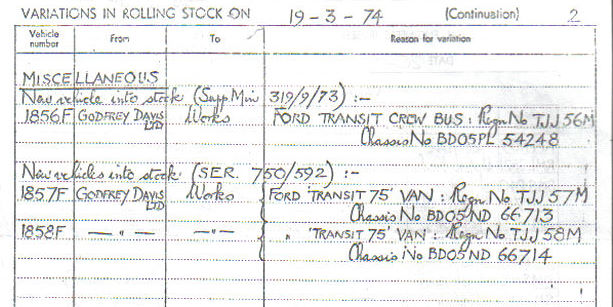 VARIATIONS IN ROLLING STOCK ON 19-3-74 (Continuation) 2
Vehicle number From To Reason for variation
MISCELLANEOUS
New vehicle into stock (Supp Min 319/9/73) :-
1856F GODFREY DAVIS LTD Works FORD TRANSIT CREW BUS : Regn No TJJ 56M
Chassis No BD05PL 54248
New vehicles into stock (SER. 750/592) :-
1857F GODFREY DAVIS LTD Works FORD 'TRANSIT 75' VAN : Regn No TJJ 57M
Chassis No BD05ND 66713
1858F — " — — " — " 'TRANSIT 75' VAN : Regn No TJJ 58M
Chassis No BD05ND 66714